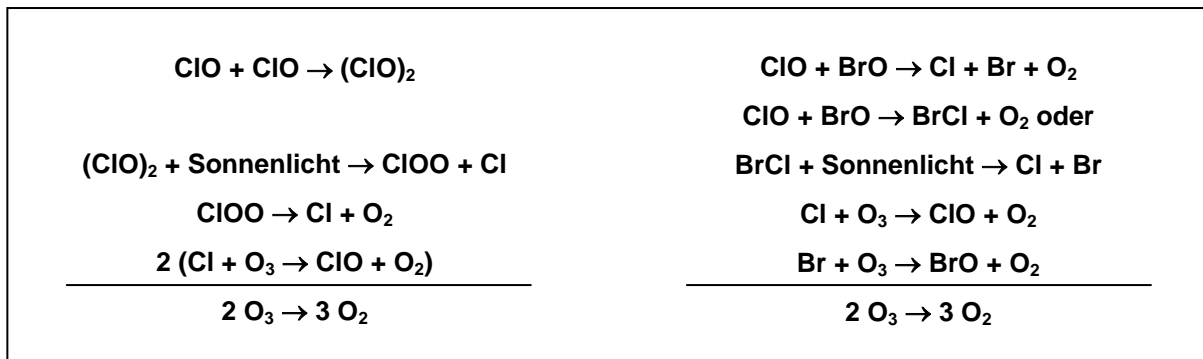 ClO + ClO → (ClO)₂
(ClO)₂ + Sonnenlicht → ClOO + Cl
ClOO → Cl + O₂
2 (Cl + O₃ → ClO + O₂)
2 O₃ → 3 O₂
ClO + BrO → Cl + Br + O₂
ClO + BrO → BrCl + O₂ oder
BrCl + Sonnenlicht → Cl + Br
Cl + O₃ → ClO + O₂
Br + O₃ → BrO + O₂
2 O₃ → 3 O₂